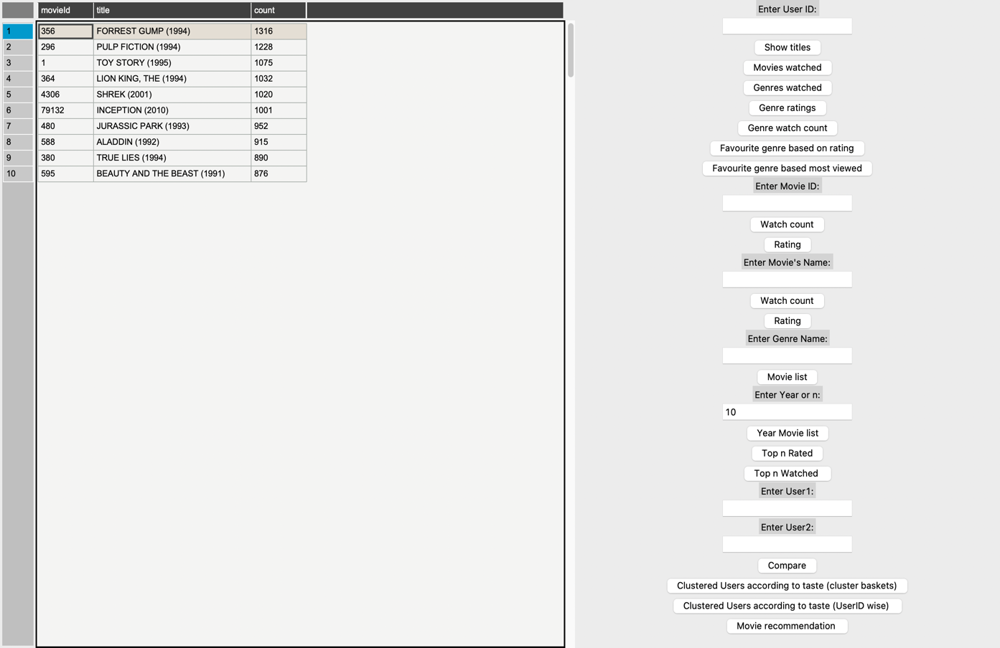 movieId title count
1 356 FORREST GUMP (1994) 1316
2 296 PULP FICTION (1994) 1228
3 1 TOY STORY (1995) 1075
4 364 LION KING, THE (1994) 1032
5 4306 SHREK (2001) 1020
6 79132 INCEPTION (2010) 1001
7 480 JURASSIC PARK (1993) 952
8 588 ALADDIN (1992) 915
9 380 TRUE LIES (1994) 890
10 595 BEAUTY AND THE BEAST (1991) 876
Enter User ID:
Show titles
Movies watched
Genres watched
Genre ratings
Genre watch count
Favourite genre based on rating
Favourite genre based most viewed
Enter Movie ID:
Watch count
Rating
Enter Movie's Name:
Watch count
Rating
Enter Genre Name:
Movie list
Enter Year or n:
10
Year Movie list
Top n Rated
Top n Watched
Enter User1:
Enter User2:
Compare
Clustered Users according to taste (cluster baskets)
Clustered Users according to taste (UserID wise)
Movie recommendation